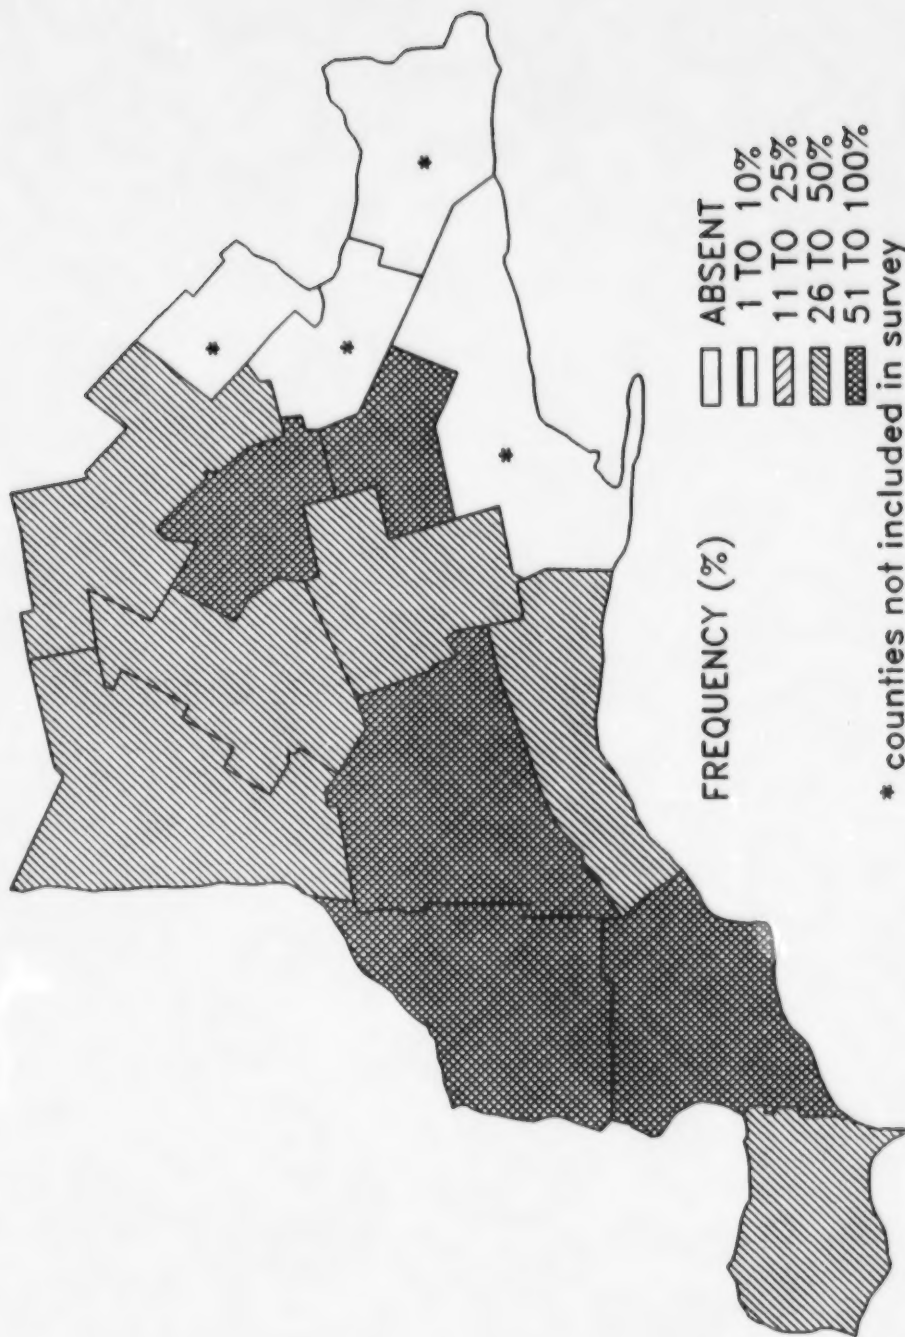 FREQUENCY (%)
ABSENT
1 TO 10%
11 TO 25%
26 TO 50%
51 TO 100%
* counties not included in survey
*
*
*
*